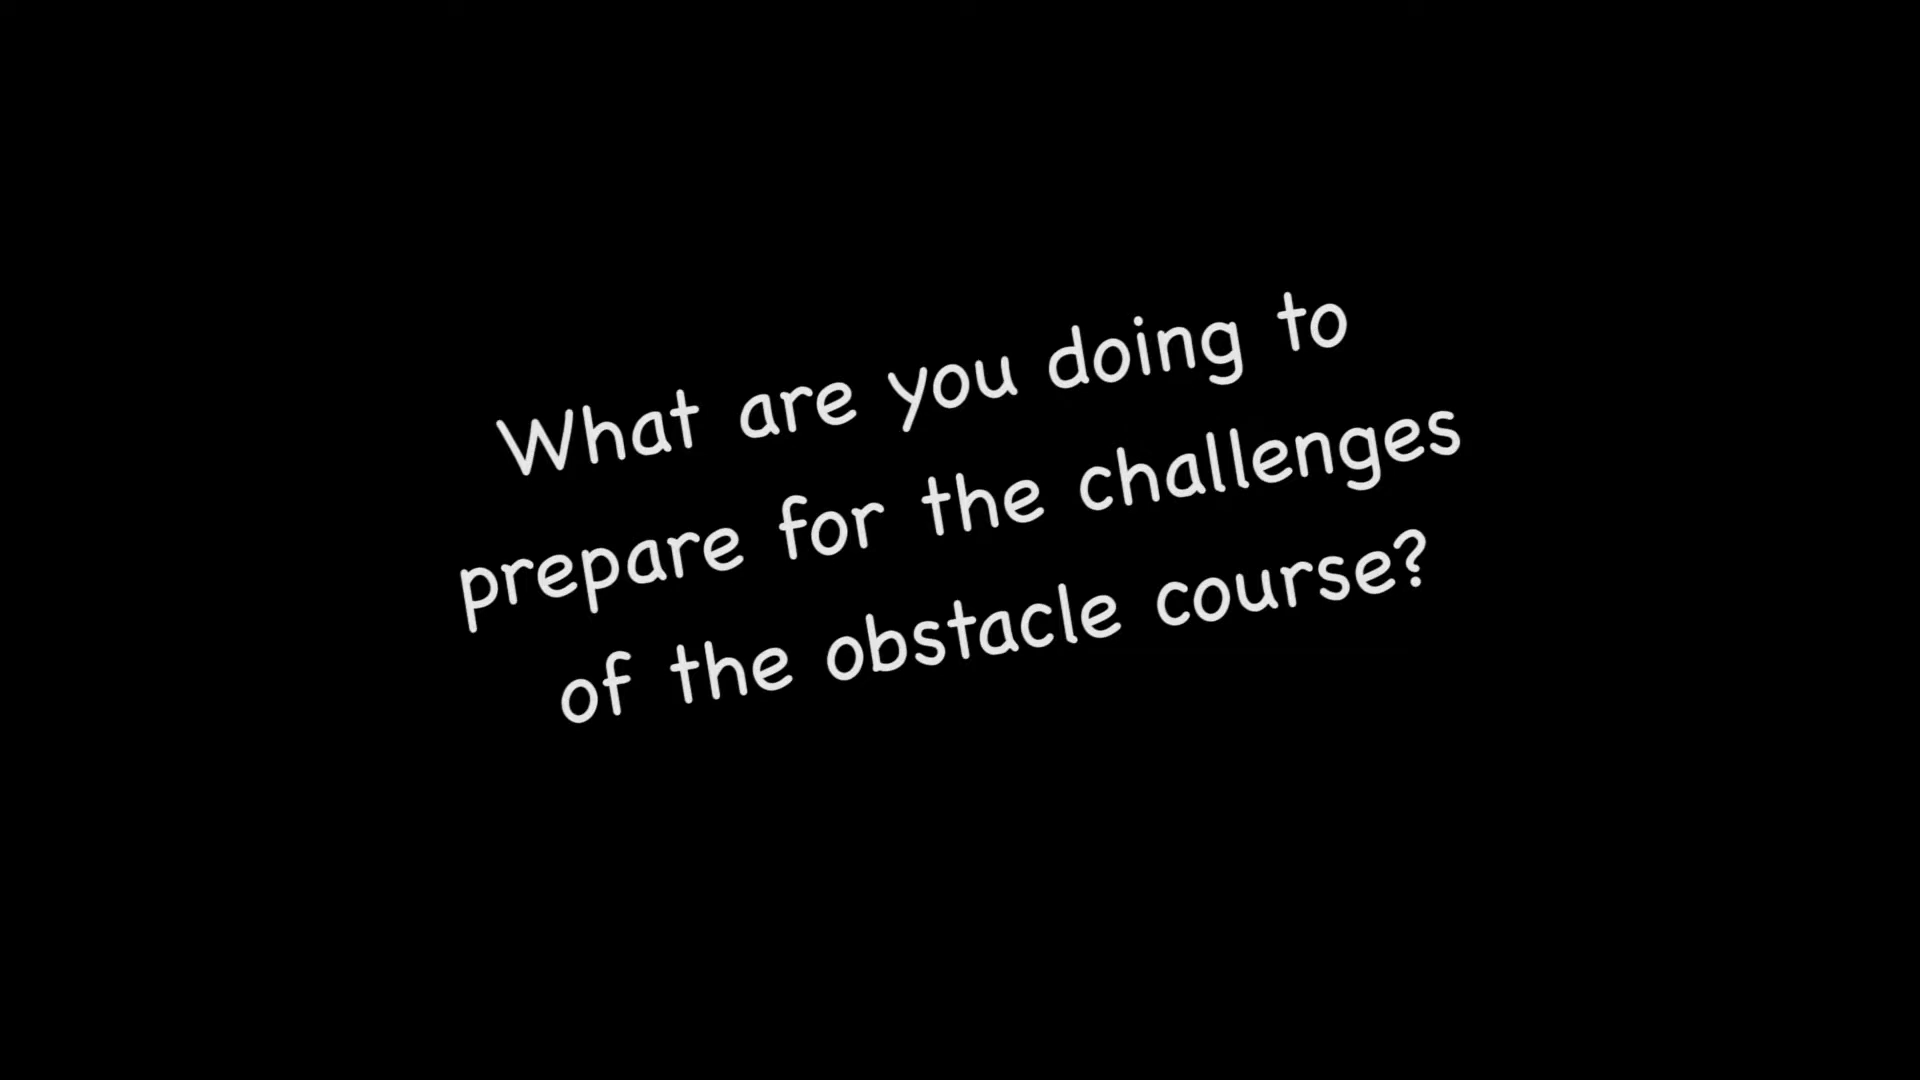 What are you doing to
prepare for the challenges
of the obstacle course?